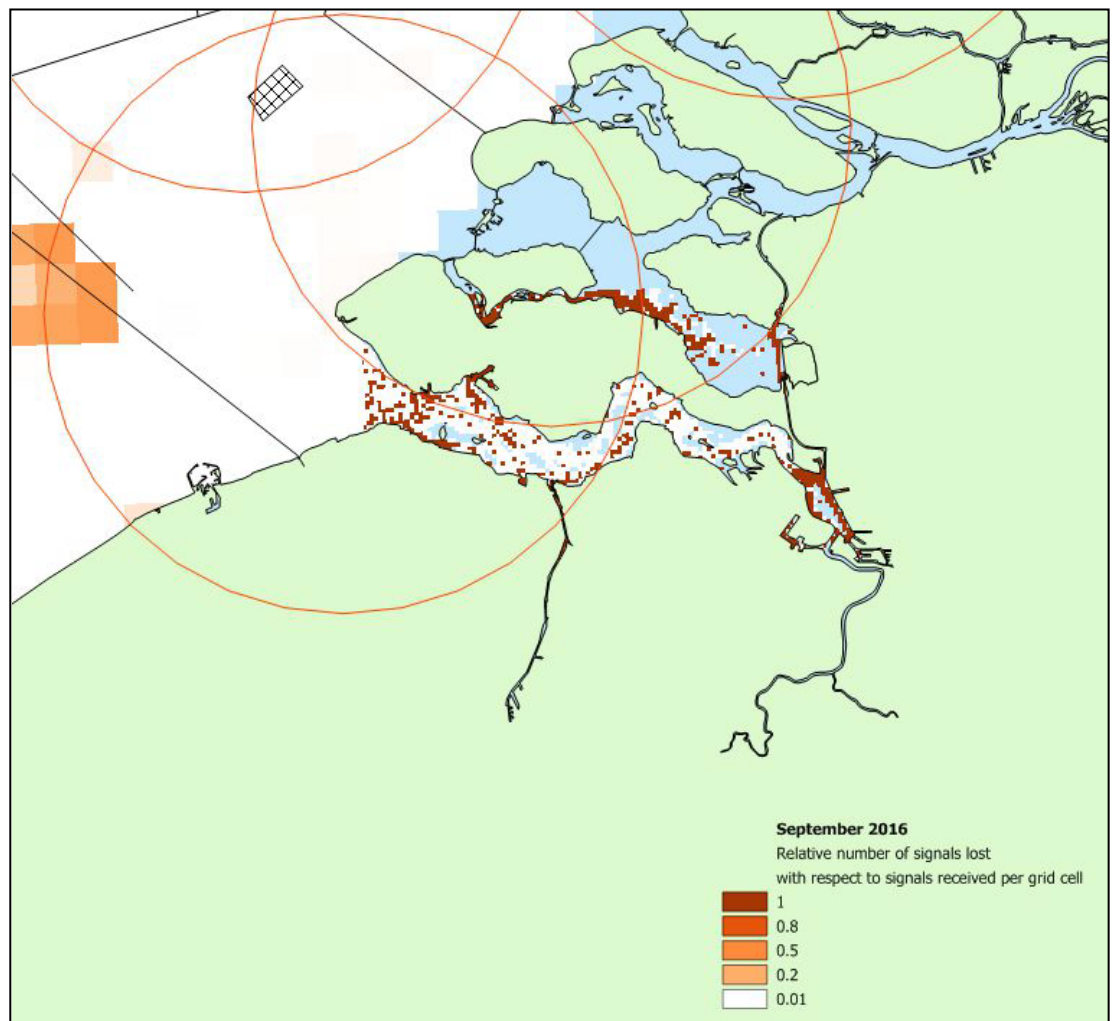 September 2016
Relative number of signals lost
with respect to signals received per grid cell
1
0.8
0.5
0.2
0.01